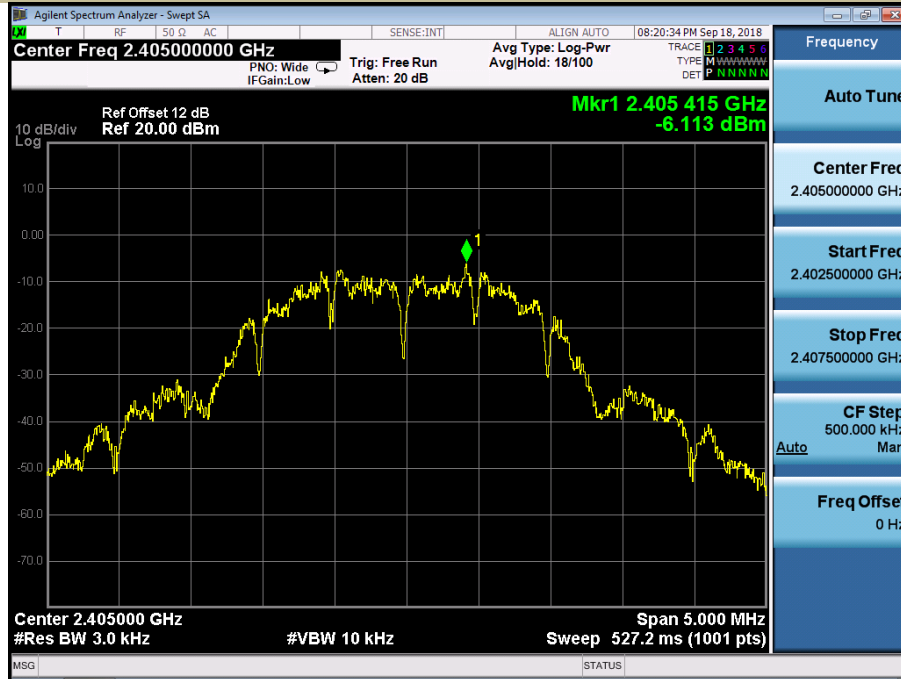 Agilent Spectrum Analyzer - Swept SA
LXI T RF 50 Ω AC SENSE:INT ALIGN AUTO 08:20:34 PM Sep 18, 2018
Center Freq 2.405000000 GHz
PNO: Wide
IFGain:Low
Trig: Free Run
Atten: 20 dB
Avg Type: Log-Pwr
Avg|Hold: 18/100
TRACE 1 2 3 4 5 6
TYPE M WWWWW
DET P N N N N N
Mkr1 2.405 415 GHz
-6.113 dBm
Ref Offset 12 dB
10 dB/div Ref 20.00 dBm
Log
10.0
0.00
1
-10.0
-20.0
-30.0
-40.0
-50.0
-60.0
-70.0
Center 2.405000 GHz Span 5.000 MHz
#Res BW 3.0 kHz #VBW 10 kHz Sweep 527.2 ms (1001 pts)
MSG STATUS
Frequency
Auto Tune
Center Freq
2.405000000 GHz
Start Freq
2.402500000 GHz
Stop Freq
2.407500000 GHz
CF Step
500.000 kHz
Auto Man
Freq Offset
0 Hz